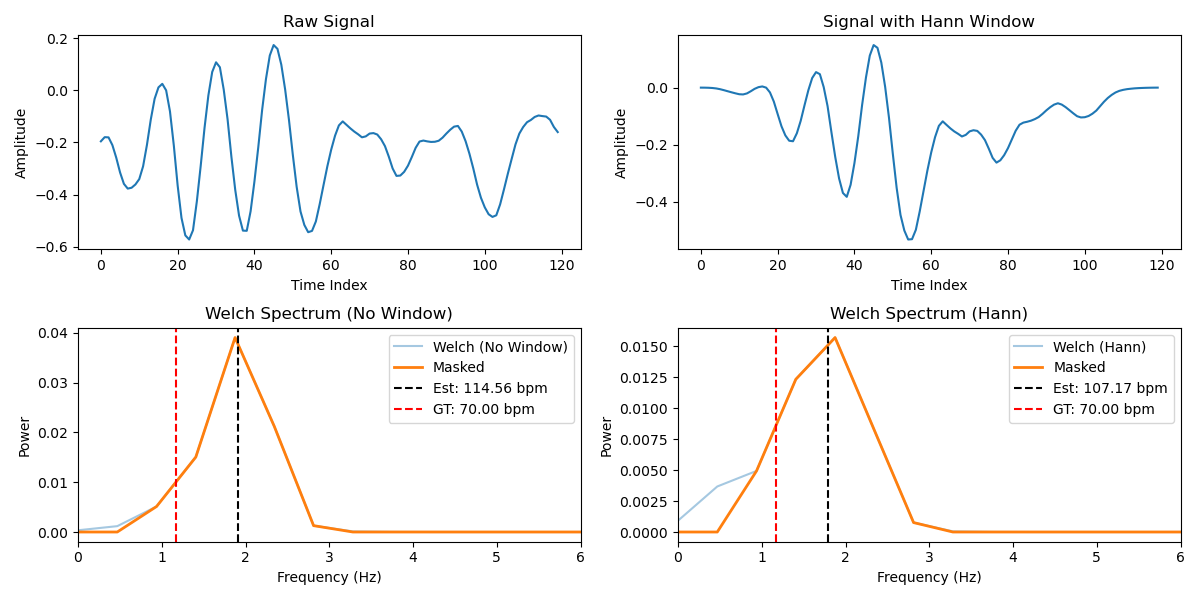 Raw Signal
Amplitude
0.2
0.0
−0.2
−0.4
−0.6
0 20 40 60 80 100 120
Time Index
Signal with Hann Window
Amplitude
0.0
−0.2
−0.4
0 20 40 60 80 100 120
Time Index
Welch Spectrum (No Window)
Power
0.04
0.03
0.02
0.01
0.00
Welch (No Window)
Masked
Est: 114.56 bpm
GT: 70.00 bpm
0 1 2 3 4 5 6
Frequency (Hz)
Welch Spectrum (Hann)
Power
0.0150
0.0125
0.0100
0.0075
0.0050
0.0025
0.0000
Welch (Hann)
Masked
Est: 107.17 bpm
GT: 70.00 bpm
0 1 2 3 4 5 6
Frequency (Hz)